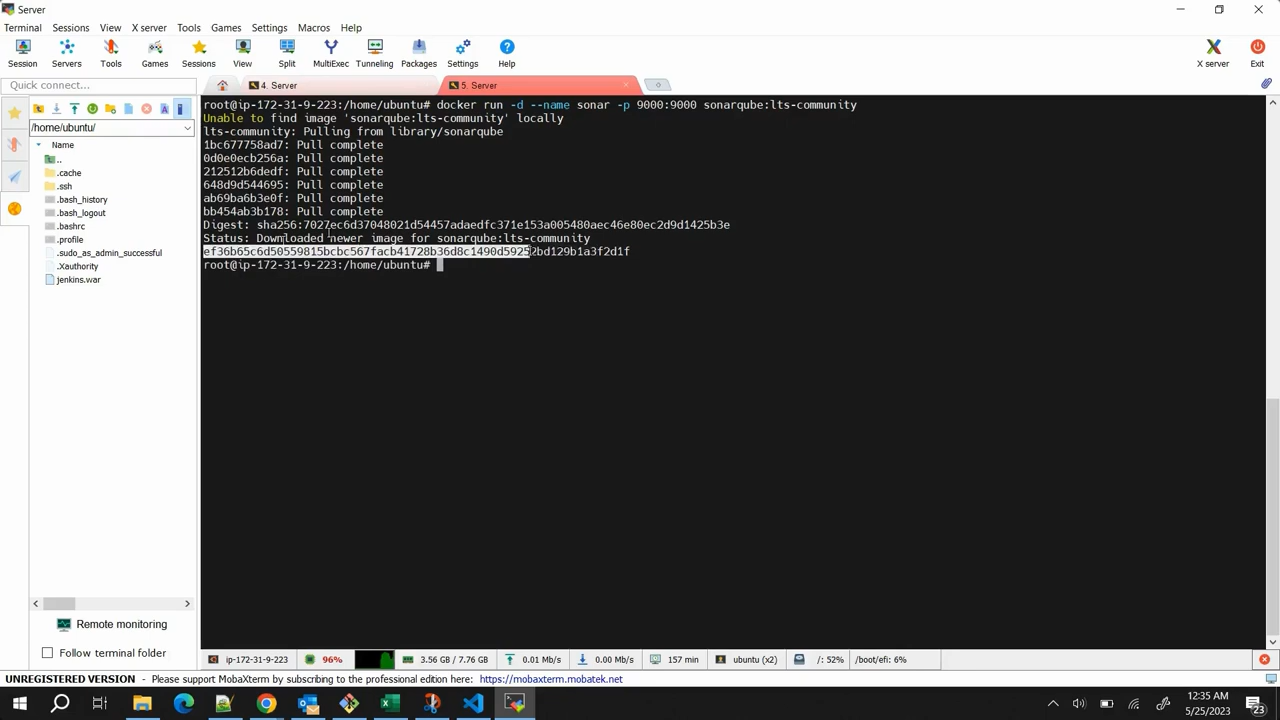 Server
Terminal Sessions View X server Tools Games Settings Macros Help
Session Servers Tools Games Sessions View Split MultiExec Tunneling Packages Settings Help X server Exit
Quick connect...
4. Server
5. Server
/home/ubuntu/
Name
..
.cache
.ssh
.bash_history
.bash_logout
.bashrc
.profile
.sudo_as_admin_successful
.Xauthority
jenkins.war
root@ip-172-31-9-223:/home/ubuntu# docker run -d --name sonar -p 9000:9000 sonarqube:lts-community
Unable to find image 'sonarqube:lts-community' locally
lts-community: Pulling from library/sonarqube
1bc677758ad7: Pull complete
0d0e0ecb256a: Pull complete
212512b6dedf: Pull complete
648d9d544695: Pull complete
ab69ba6b3e0f: Pull complete
bb454ab3b178: Pull complete
Digest: sha256:7027ec6d37048021d54457adaedfc371e153a005480aec46e80ec2d9d1425b3e
Status: Downloaded newer image for sonarqube:lts-community
ef36b65c6d50559815bcbc567facb41728b36d8c1490d59252bd129b1a3f2d1f
root@ip-172-31-9-223:/home/ubuntu#
Remote monitoring
Follow terminal folder
ip-172-31-9-223 96% 3.56 GB / 7.76 GB 0.01 Mb/s 0.00 Mb/s 157 min ubuntu (x2) /: 52% /boot/efi: 6%
UNREGISTERED VERSION - Please support MobaXterm by subscribing to the professional edition here: https://mobaxterm.mobatek.net
12:35 AM
5/25/2023
23